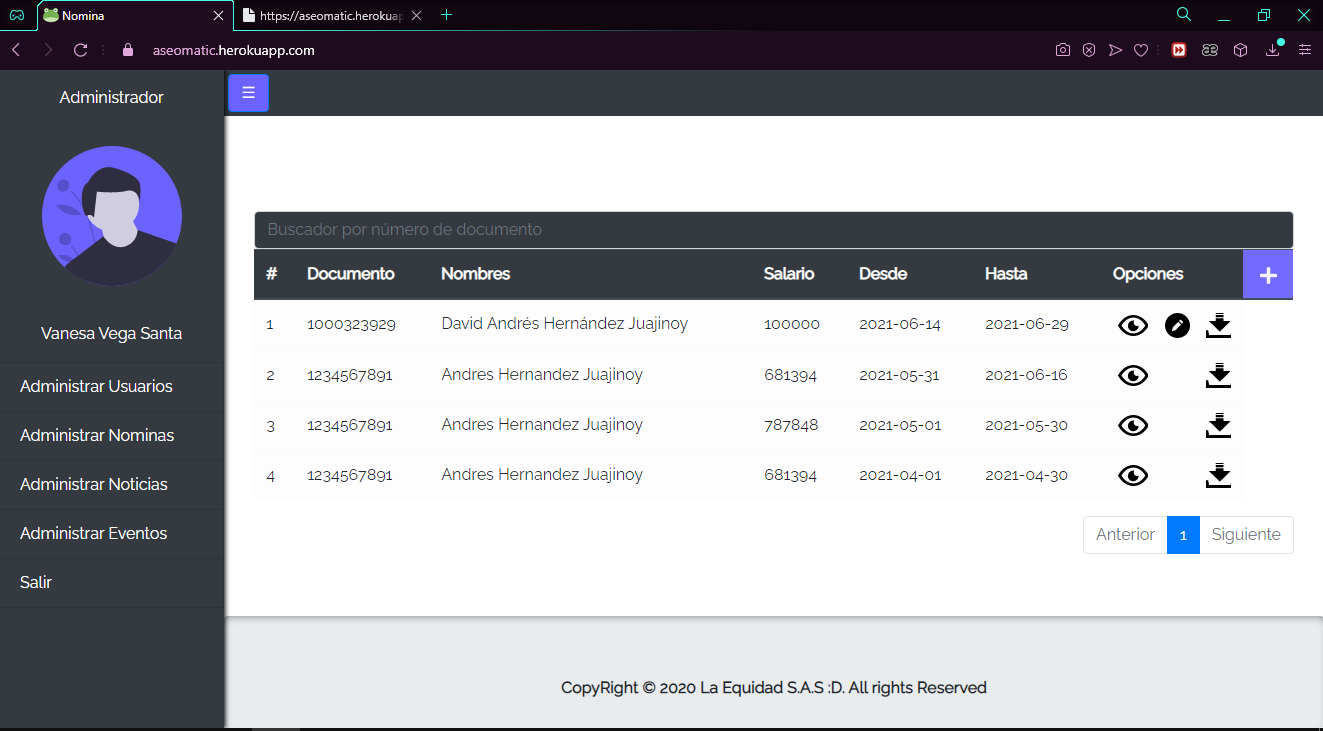 Nomina
https://aseomatic.herokuap
aseomatic.herokuapp.com
Administrador
Vanesa Vega Santa
Administrar Usuarios
Administrar Nominas
Administrar Noticias
Administrar Eventos
Salir
Buscador por número de documento
# Documento Nombres Salario Desde Hasta Opciones +
1 1000323929 David Andrés Hernández Juajinoy 100000 2021-06-14 2021-06-29
2 1234567891 Andres Hernandez Juajinoy 681394 2021-05-31 2021-06-16
3 1234567891 Andres Hernandez Juajinoy 787848 2021-05-01 2021-05-30
4 1234567891 Andres Hernandez Juajinoy 681394 2021-04-01 2021-04-30
Anterior 1 Siguiente
CopyRight © 2020 La Equidad S.A.S :D. All rights Reserved